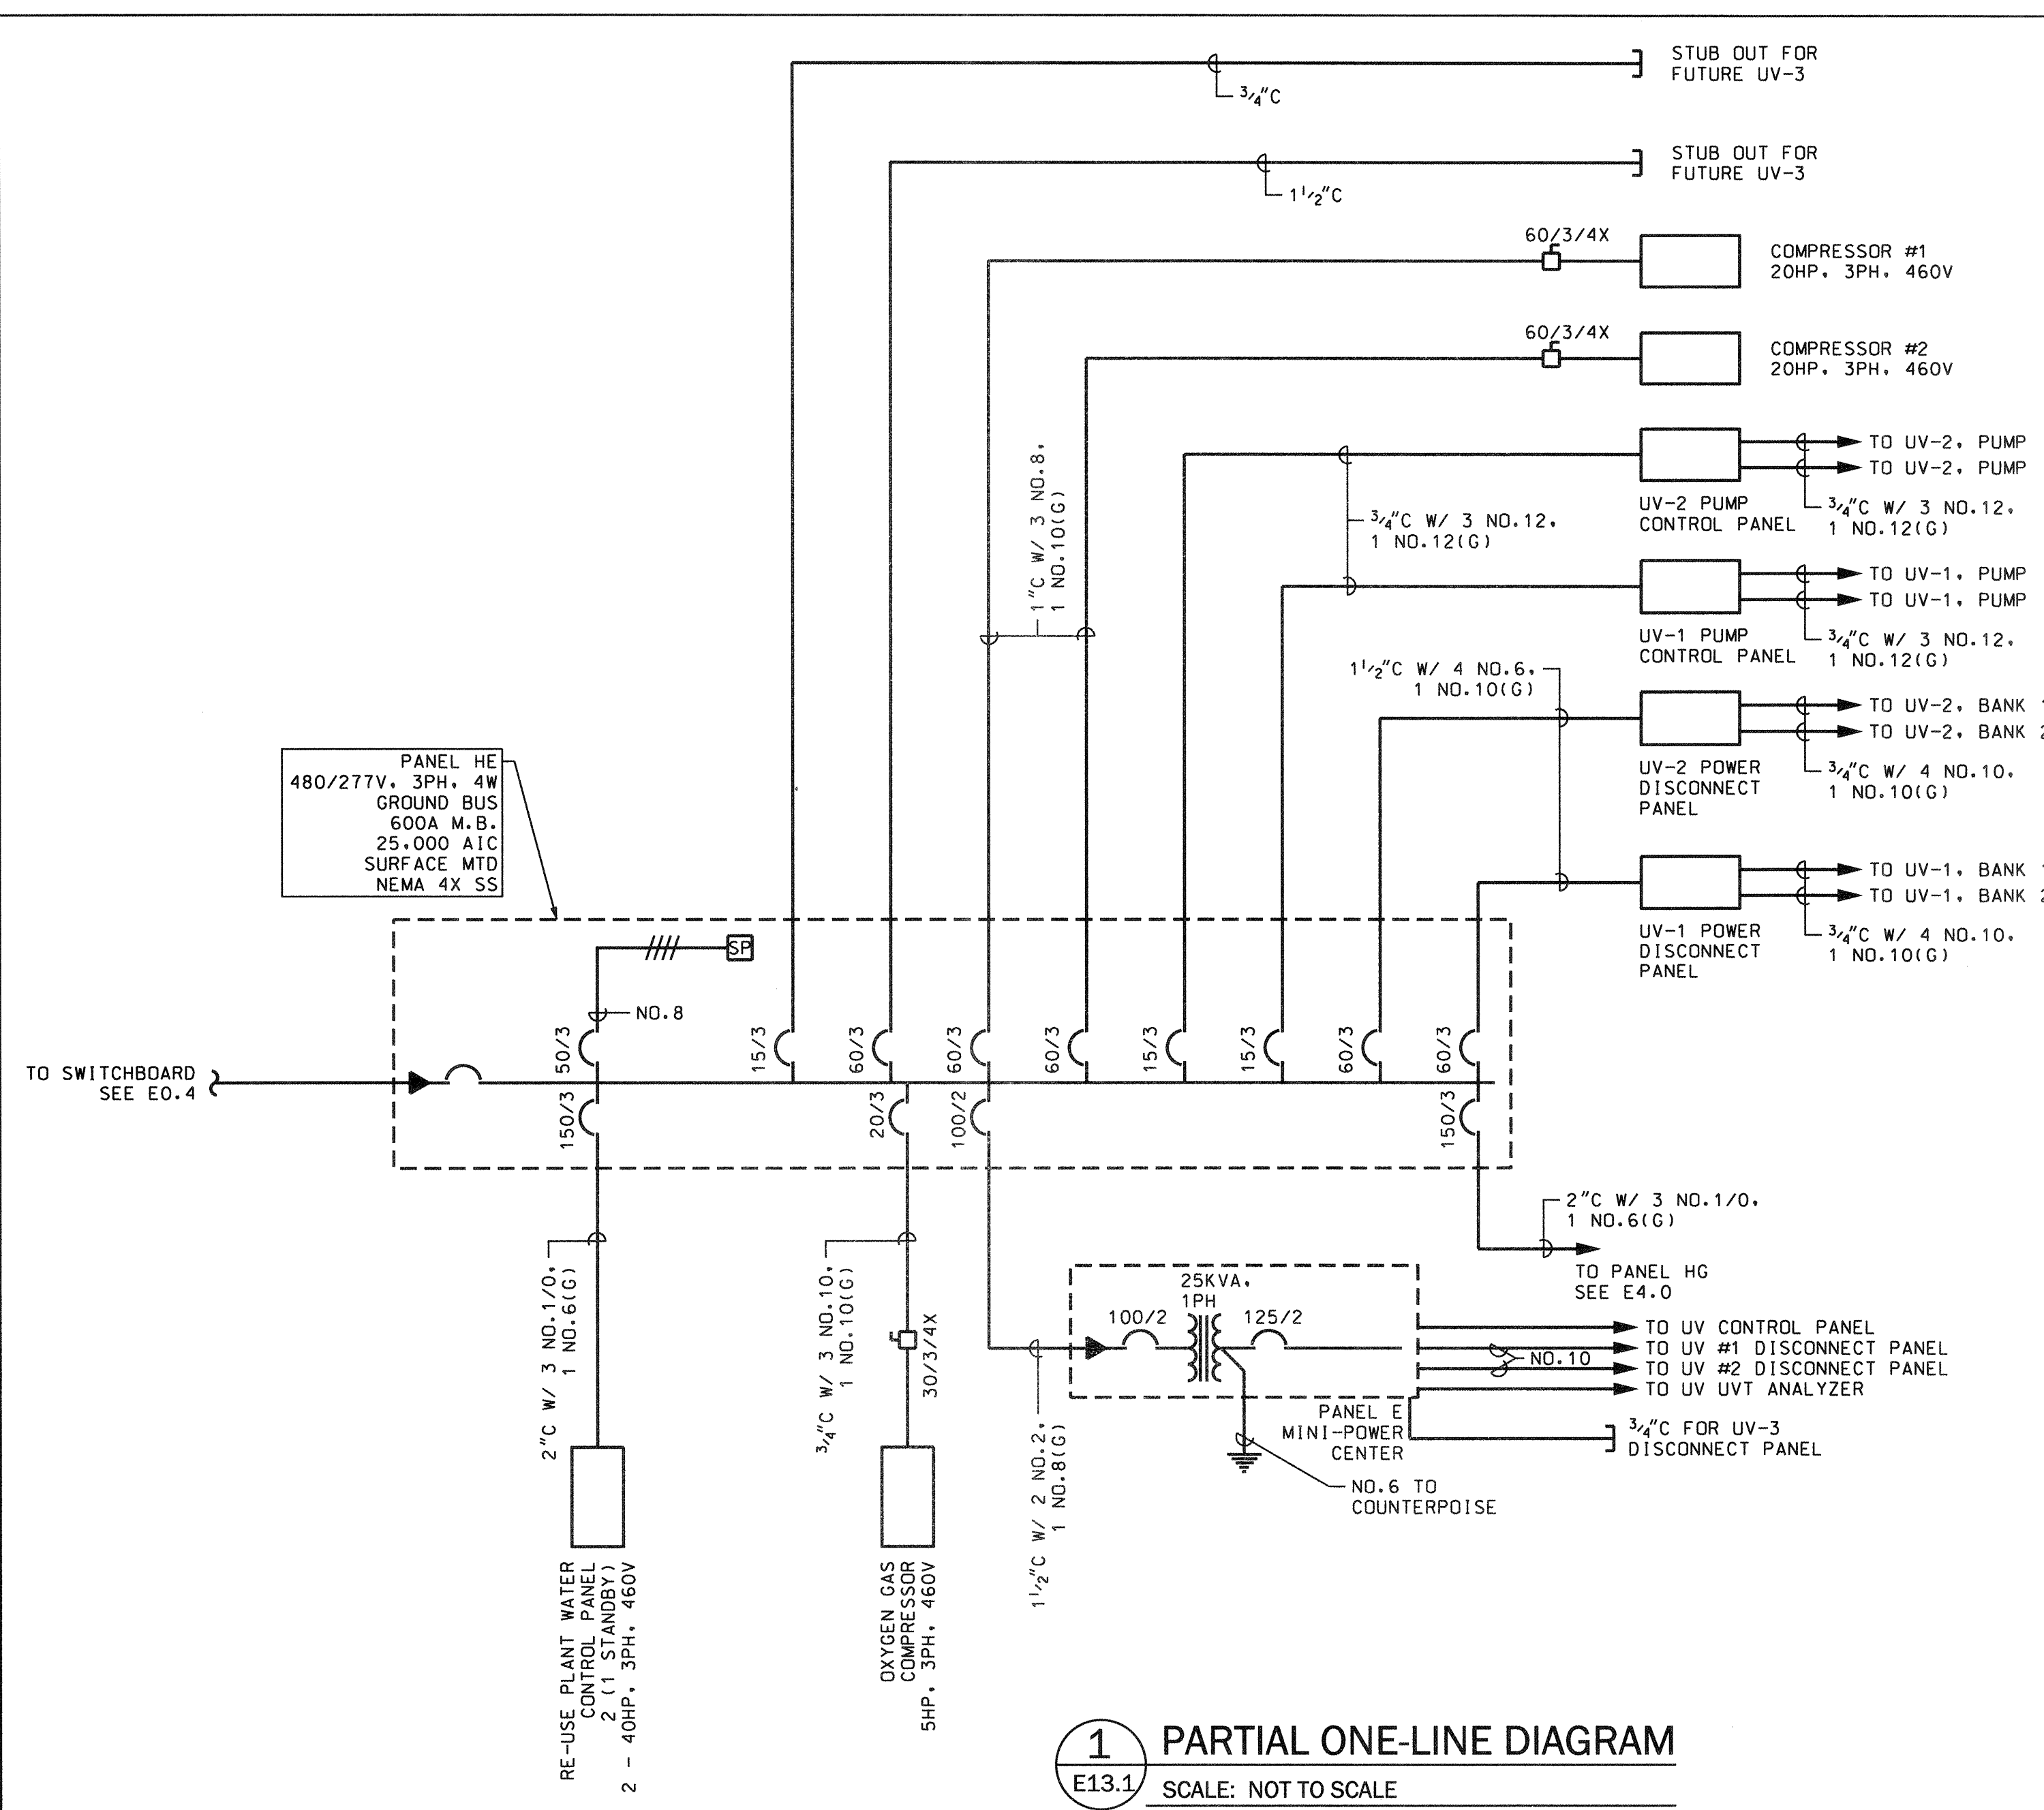 STUB OUT FOR
FUTURE UV-3
3/4"C
STUB OUT FOR
FUTURE UV-3
1 1/2"C
60/3/4X
COMPRESSOR #1
20HP, 3PH, 460V
60/3/4X
COMPRESSOR #2
20HP, 3PH, 460V
1"C W/ 3 NO.8,
1 NO.10(G)
TO UV-2, PUMP
TO UV-2, PUMP
UV-2 PUMP
CONTROL PANEL
3/4"C W/ 3 NO.12,
1 NO.12(G)
3/4"C W/ 3 NO.12,
1 NO.12(G)
TO UV-1, PUMP
TO UV-1, PUMP
UV-1 PUMP
CONTROL PANEL
3/4"C W/ 3 NO.12,
1 NO.12(G)
1 1/2"C W/ 4 NO.6,
1 NO.10(G)
TO UV-2, BANK 1
TO UV-2, BANK 2
UV-2 POWER
DISCONNECT
PANEL
3/4"C W/ 4 NO.10,
1 NO.10(G)
PANEL HE
480/277V, 3PH, 4W
GROUND BUS
600A M.B.
25,000 AIC
SURFACE MTD
NEMA 4X SS
TO UV-1, BANK 1
TO UV-1, BANK 2
UV-1 POWER
DISCONNECT
PANEL
3/4"C W/ 4 NO.10,
1 NO.10(G)
SP
NO.8
50/3
15/3
60/3
60/3
60/3
15/3
15/3
60/3
60/3
TO SWITCHBOARD
SEE E0.4
150/3
20/3
100/2
150/3
2"C W/ 3 NO.1/0,
1 NO.6(G)
TO PANEL HG
SEE E4.0
2"C W/ 3 NO.1/0,
1 NO.6(G)
3/4"C W/ 3 NO.10,
1 NO.10(G)
30/3/4X
1 1/2"C W/ 2 NO.2,
1 NO.8(G)
25KVA,
1PH
100/2
125/2
TO UV CONTROL PANEL
TO UV #1 DISCONNECT PANEL
NO.10
TO UV #2 DISCONNECT PANEL
TO UV UVT ANALYZER
PANEL E
MINI-POWER
CENTER
3/4"C FOR UV-3
DISCONNECT PANEL
NO.6 TO
COUNTERPOISE
RE-USE PLANT WATER
CONTROL PANEL
2 (1 STANDBY)
2 - 40HP, 3PH, 460V
OXYGEN GAS
COMPRESSOR
5HP, 3PH, 460V
1
E13.1
PARTIAL ONE-LINE DIAGRAM
SCALE: NOT TO SCALE